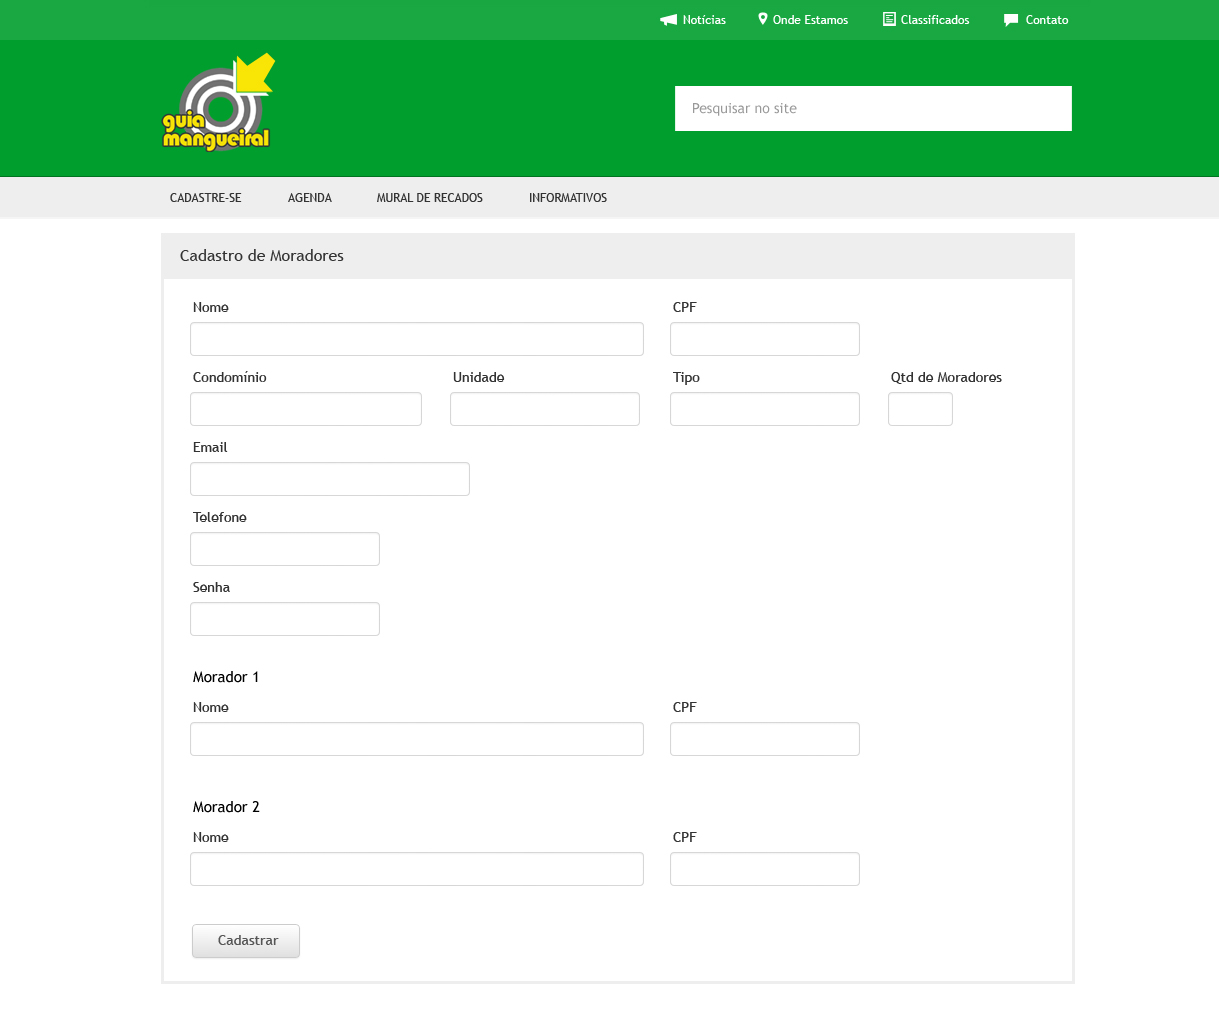 Notícias Onde Estamos Classificados Contato
guia
mangueiral
Pesquisar no site
CADASTRE-SE AGENDA MURAL DE RECADOS INFORMATIVOS
Cadastro de Moradores
Nome CPF
Condomínio Unidade Tipo Qtd de Moradores
Email
Telefone
Senha
Morador 1
Nome CPF
Morador 2
Nome CPF
Cadastrar